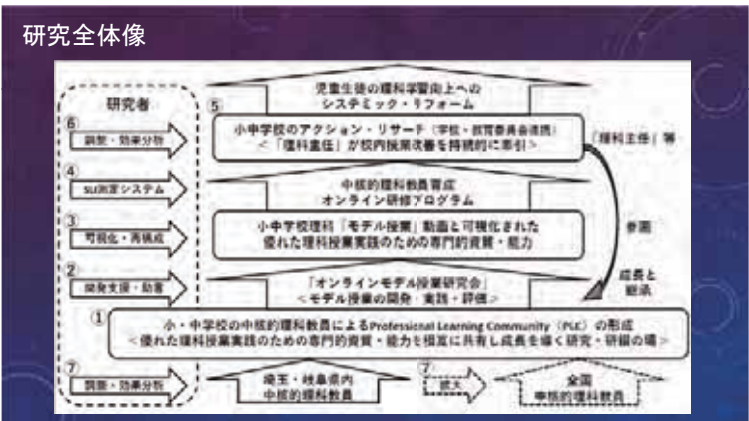 研究全体像
児童生徒の理科学習向上への
システミック・リフォーム
研究者
⑤
小中学校のアクション・リサーチ（学校・教育委員会連携）
＜「理科主任」が校内授業改善を持続的に牽引＞
「理科主任」等
⑥
調整・効果分析
④
SU測定システム
中核的理科教員育成
オンライン研修プログラム
③
可視化・再構成
小中学校理科「モデル授業」動画と可視化された
優れた理科授業実践のための専門的資質・能力
参画
②
開発支援・助言
「オンラインモデル授業研究会」
＜モデル授業の開発・実践・評価＞
成長と
継承
①
小・中学校の中核的理科教員によるProfessional Learning Community（PLC）の形成
＜優れた理科授業実践のための専門的資質・能力を相互に共有し成長を導く研究・研鑽の場＞
⑦
調整・効果分析
埼玉・岐阜県内
中核的理科教員
⑦
拡大
全国
中核的理科教員